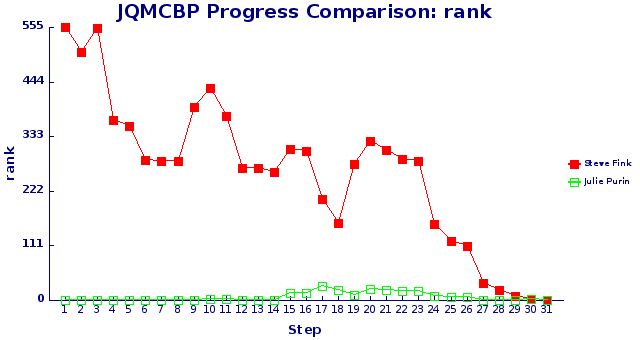 JQMCBP Progress Comparison: rank
555
444
333
222
111
0
rank
1 2 3 4 5 6 7 8 9 10 11 12 13 14 15 16 17 18 19 20 21 22 23 24 25 26 27 28 29 30 31
Step
Steve Fink
Julie Purin